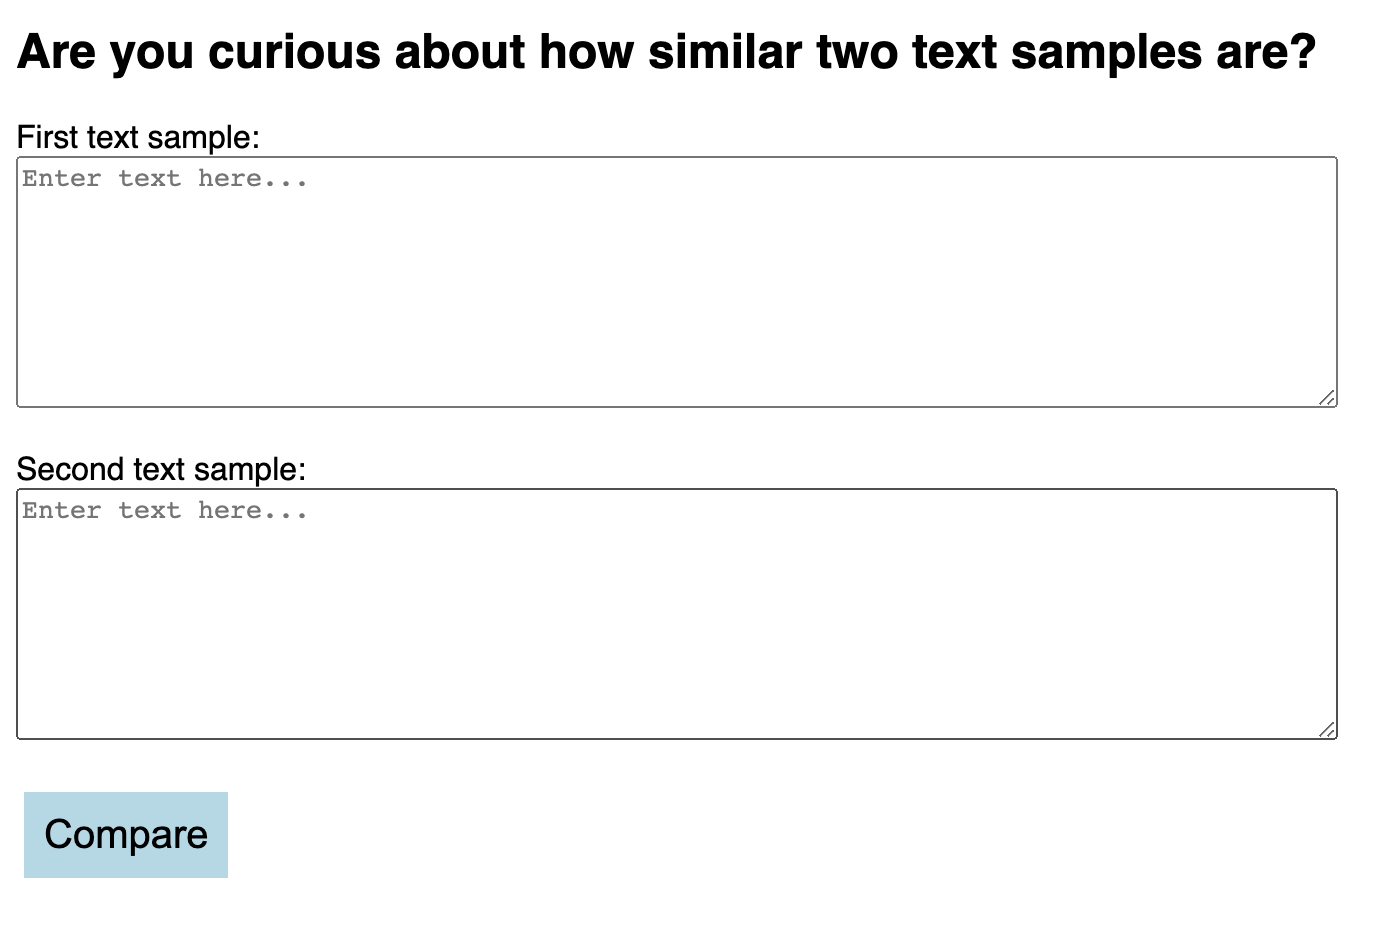 Are you curious about how similar two text samples are?
First text sample:
Enter text here...
Second text sample:
Enter text here...
Compare